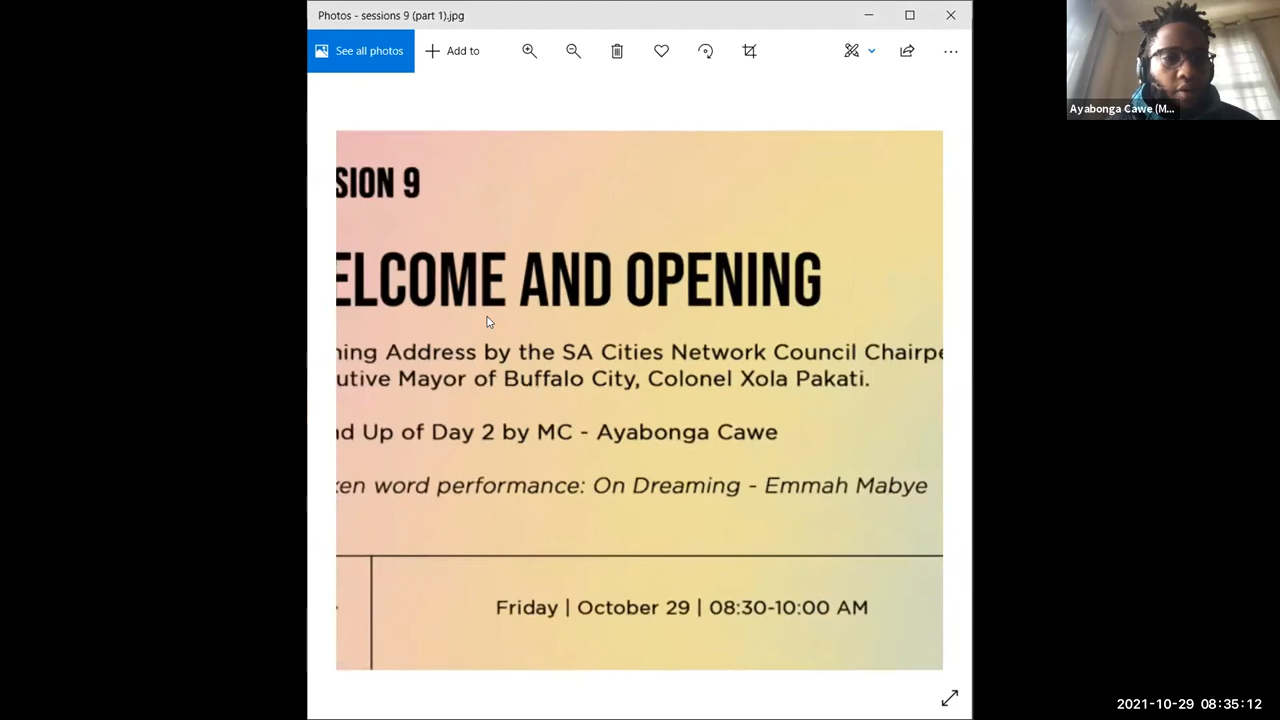 Photos - sessions 9 (part 1).jpg
See all photos
Add to
Ayabonga Cawe (M...
SION 9
ELCOME AND OPENING
ning Address by the SA Cities Network Council Chairpe
utive Mayor of Buffalo City, Colonel Xola Pakati.
nd Up of Day 2 by MC - Ayabonga Cawe
ken word performance: On Dreaming - Emmah Mabye
Friday | October 29 | 08:30-10:00 AM
2021-10-29 08:35:12